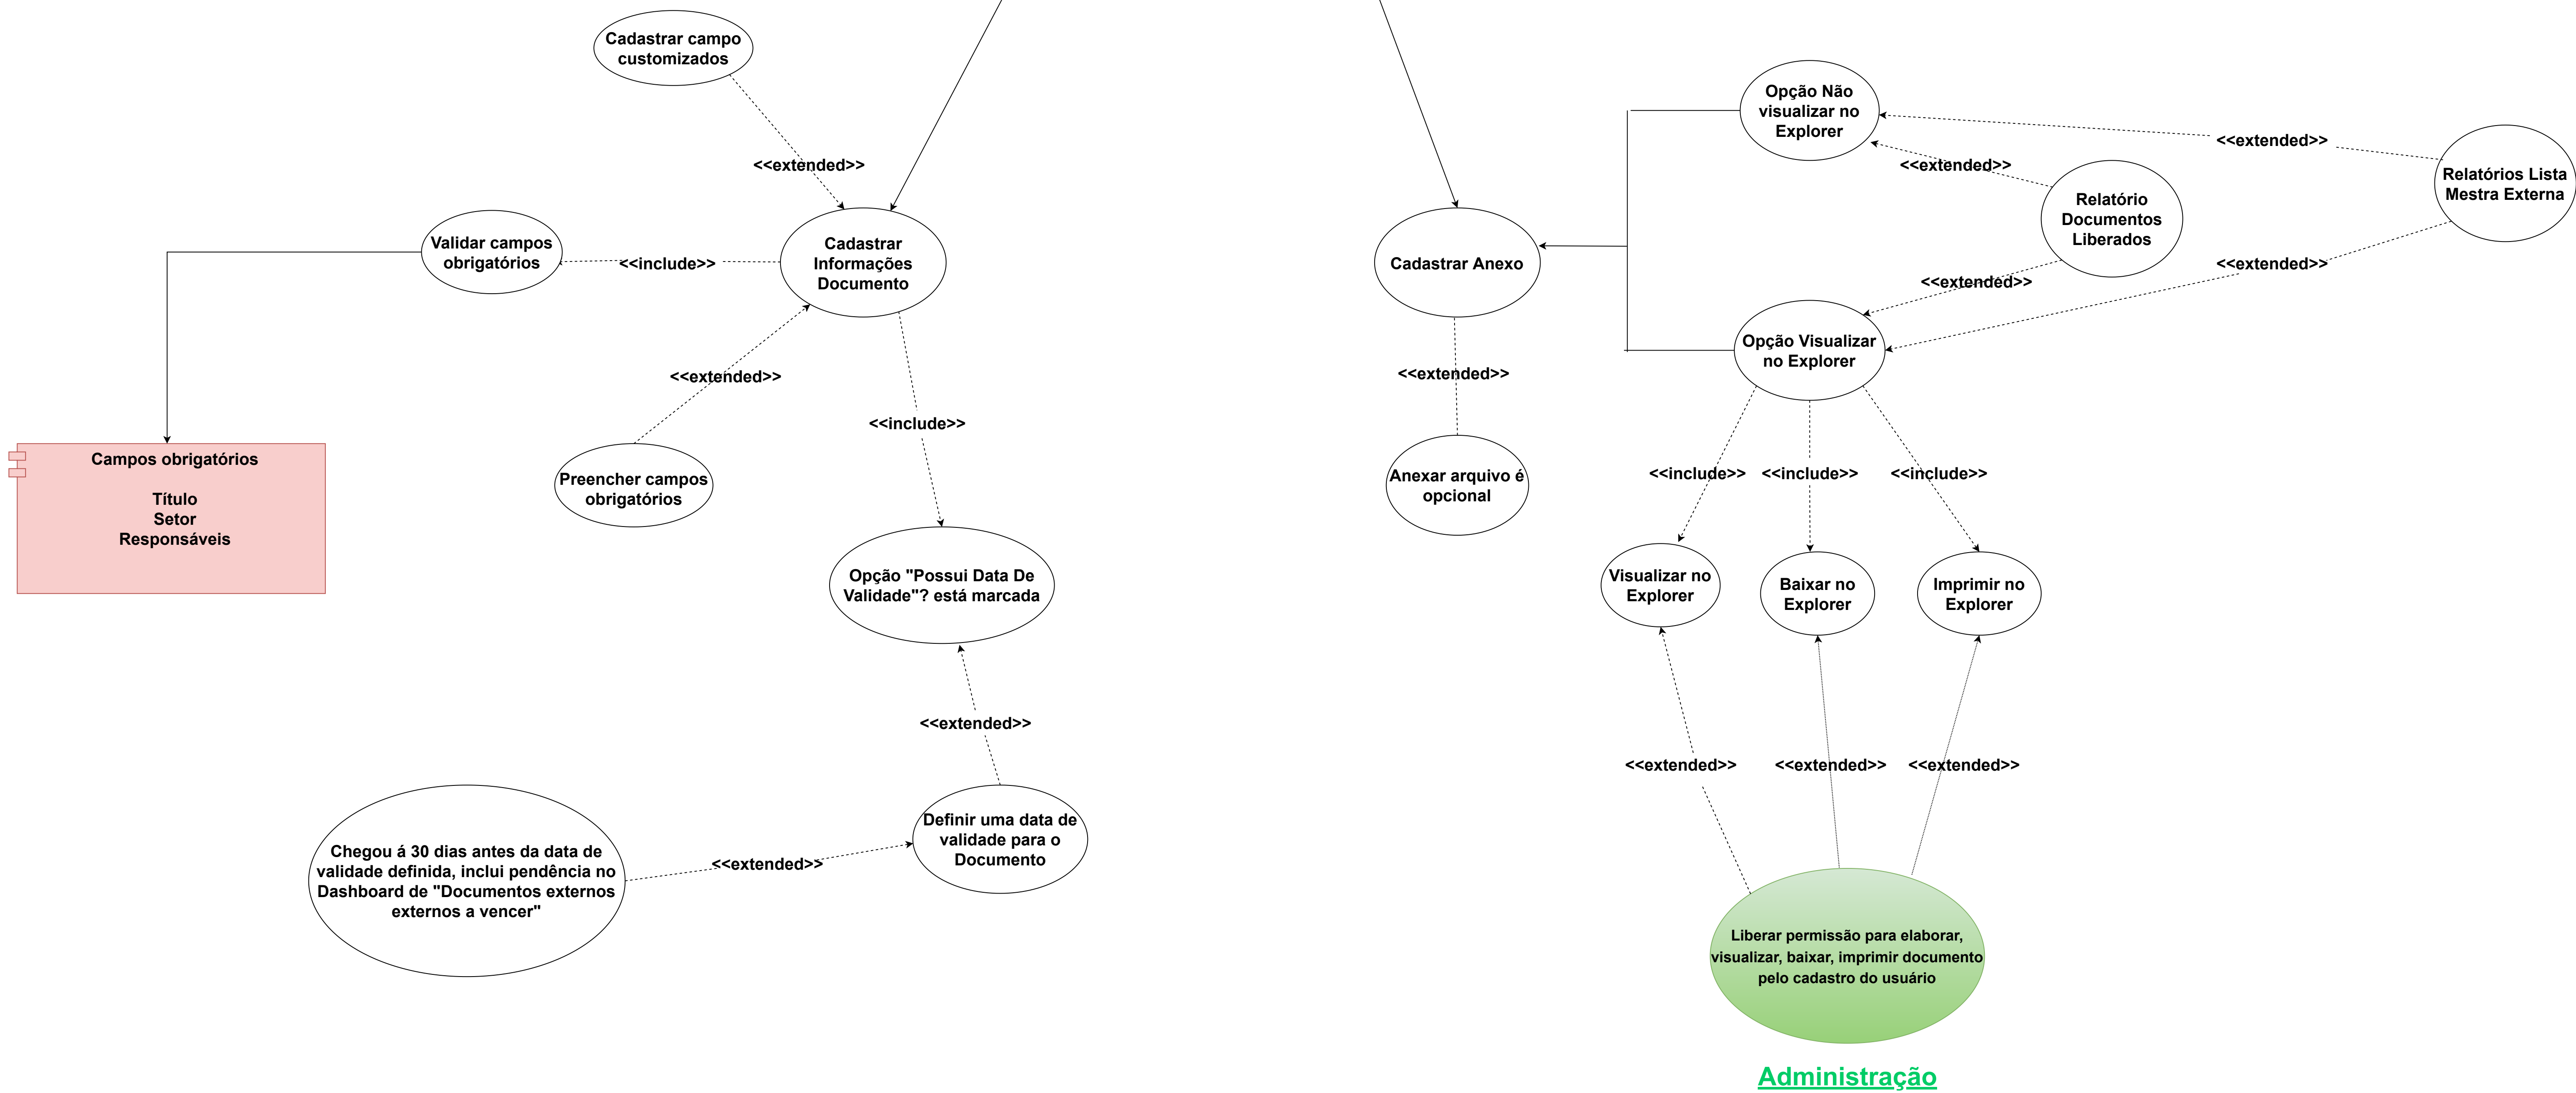 Cadastrar campo
customizados
<<extended>>
Validar campos
obrigatórios
<<include>>
Cadastrar
Informações
Documento
<<extended>>
Campos obrigatórios
Título
Setor
Responsáveis
Preencher campos
obrigatórios
<<include>>
Opção "Possui Data De
Validade"? está marcada
<<extended>>
Chegou á 30 dias antes da data de
validade definida, inclui pendência no
Dashboard de "Documentos externos
externos a vencer"
<<extended>>
Definir uma data de
validade para o
Documento
Opção Não
visualizar no
Explorer
<<extended>>
<<extended>>
Relatórios Lista
Mestra Externa
Relatório
Documentos
Liberados
Cadastrar Anexo
<<extended>>
<<extended>>
Opção Visualizar
no Explorer
<<extended>>
Anexar arquivo é
opcional
<<include>>
<<include>>
<<include>>
Visualizar no
Explorer
Baixar no
Explorer
Imprimir no
Explorer
<<extended>>
<<extended>>
<<extended>>
Liberar permissão para elaborar,
visualizar, baixar, imprimir documento
pelo cadastro do usuário
Administração